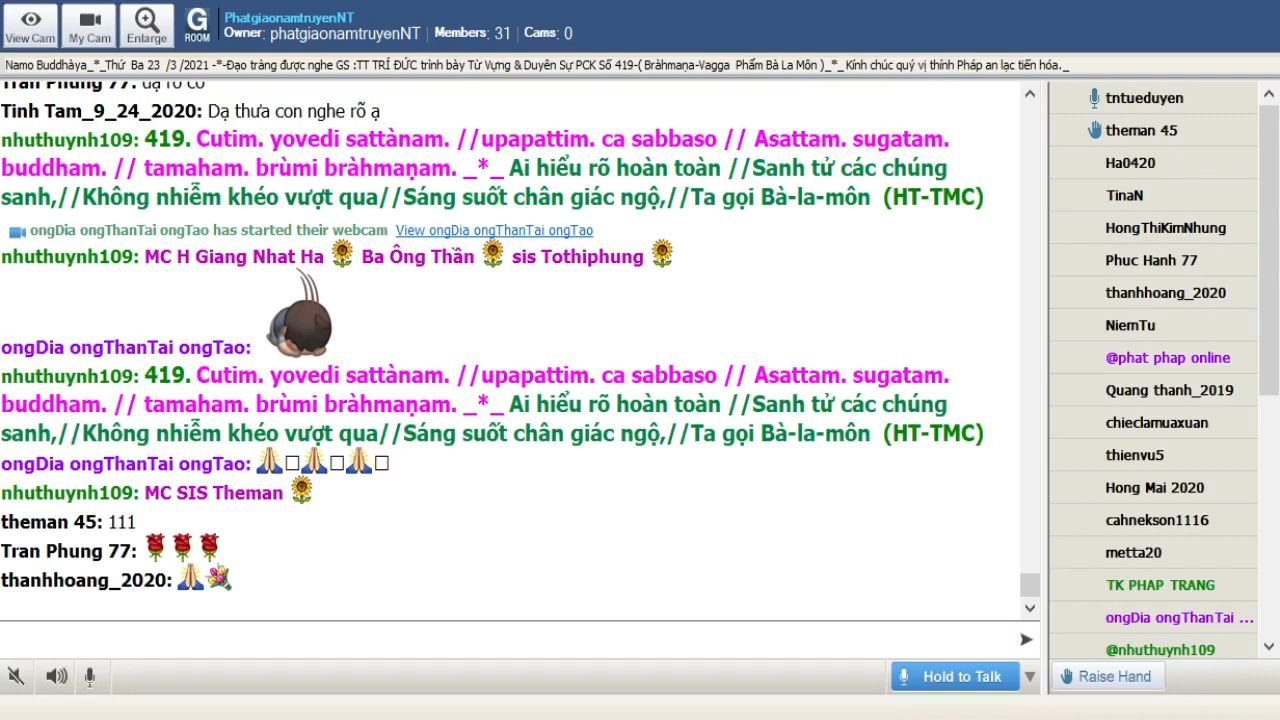 View Cam
My Cam
Enlarge
G
ROOM
PhatgiaonamtruyenNT
Owner: phatgiaonamtruyenNT | Members: 31 | Cams: 0
Namo Buddhàya_*_Thứ Ba 23 /3 /2021 -*-Đạo tràng được nghe GS :TT TRÍ ĐỨC trình bày Từ Vựng & Duyên Sự PCK Số 419-( Bràhmaṇa-Vagga Phẩm Bà La Môn )_*_ Kính chúc quý vị thính Pháp an lạc tiến hóa._
Tran Phung 77: dạ rõ cô
Tinh Tam_9_24_2020: Dạ thưa con nghe rõ ạ
nhuthuynh109: 419. Cutim. yovedi sattànam. //upapattim. ca sabbaso // Asattam. sugatam.
buddham. // tamaham. brùmi bràhmaṇam. _*_ Ai hiểu rõ hoàn toàn //Sanh tử các chúng
sanh,//Không nhiễm khéo vượt qua//Sáng suốt chân giác ngộ,//Ta gọi Bà-la-môn (HT-TMC)
ongDia ongThanTai ongTao has started their webcam View ongDia ongThanTai ongTao
nhuthuynh109: MC H Giang Nhat Ha 🌻 Ba Ông Thần 🌻 sis Tothiphung 🌻
ongDia ongThanTai ongTao:
nhuthuynh109: 419. Cutim. yovedi sattànam. //upapattim. ca sabbaso // Asattam. sugatam.
buddham. // tamaham. brùmi bràhmaṇam. _*_ Ai hiểu rõ hoàn toàn //Sanh tử các chúng
sanh,//Không nhiễm khéo vượt qua//Sáng suốt chân giác ngộ,//Ta gọi Bà-la-môn (HT-TMC)
ongDia ongThanTai ongTao: 🙏□🙏□🙏□
nhuthuynh109: MC SIS Theman 🌻
theman 45: 111
Tran Phung 77: 🌹🌹🌹
thanhhoang_2020: 🙏💐
Hold to Talk
tntueduyen
theman 45
Ha0420
TinaN
HongThiKimNhung
Phuc Hanh 77
thanhhoang_2020
NiemTu
@phat phap online
Quang thanh_2019
chieclamuaxuan
thienvu5
Hong Mai 2020
cahnekson1116
metta20
TK PHAP TRANG
ongDia ongThanTai ...
@nhuthuynh109
Raise Hand